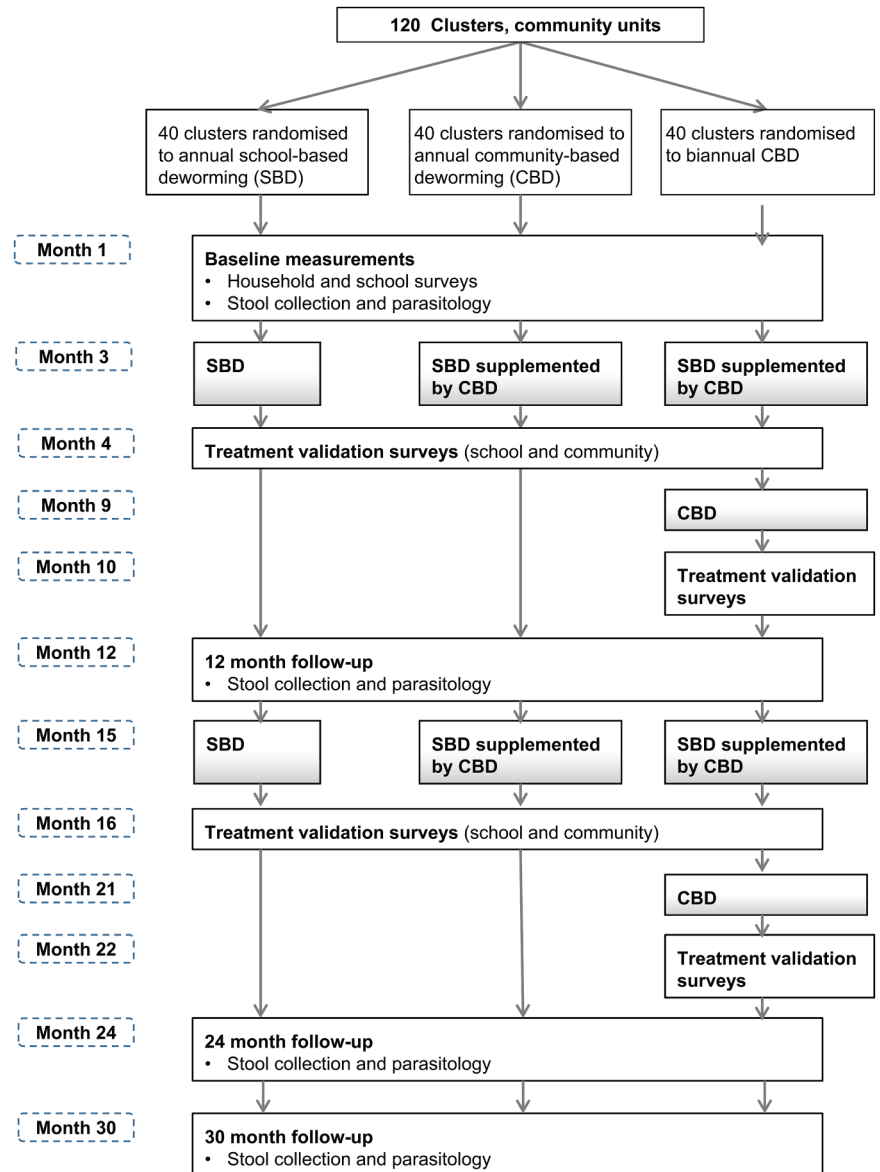 120 Clusters, community units
40 clusters randomised
to annual school-based
deworming (SBD)
40 clusters randomised to
annual community-based
deworming (CBD)
40 clusters randomised
to biannual CBD
Month 1
Baseline measurements
• Household and school surveys
• Stool collection and parasitology
Month 3
SBD
SBD supplemented
by CBD
SBD supplemented
by CBD
Month 4
Treatment validation surveys (school and community)
Month 9
CBD
Month 10
Treatment validation
surveys
Month 12
12 month follow-up
• Stool collection and parasitology
Month 15
SBD
SBD supplemented
by CBD
SBD supplemented
by CBD
Month 16
Treatment validation surveys (school and community)
Month 21
CBD
Month 22
Treatment validation
surveys
Month 24
24 month follow-up
• Stool collection and parasitology
Month 30
30 month follow-up
• Stool collection and parasitology